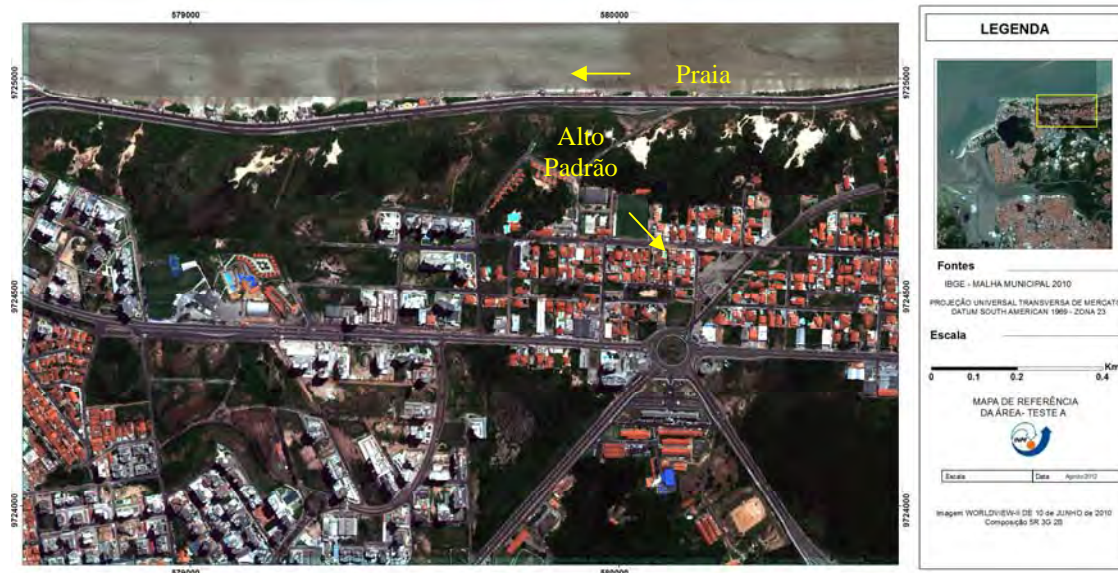 579000
580000
9725000
9725000
Praia
Alto
Padrão
9724500
9724500
9724000
9724000
579000
580000
LEGENDA
Fontes
IBGE - MALHA MUNICIPAL 2010
PROJEÇÃO UNIVERSAL TRANSVERSA DE MERCATO
DATUM SOUTH AMERICAN 1969 - ZONA 23
Escala
Km
0 0.1 0.2 0.4
MAPA DE REFERÊNCIA
DA ÁREA- TESTE A
INPE
Escala Data Agosto/2012
Imagem WORLDVIEW-II DE 10 de JUNHO de 2010
Composição 5R 3G 2B